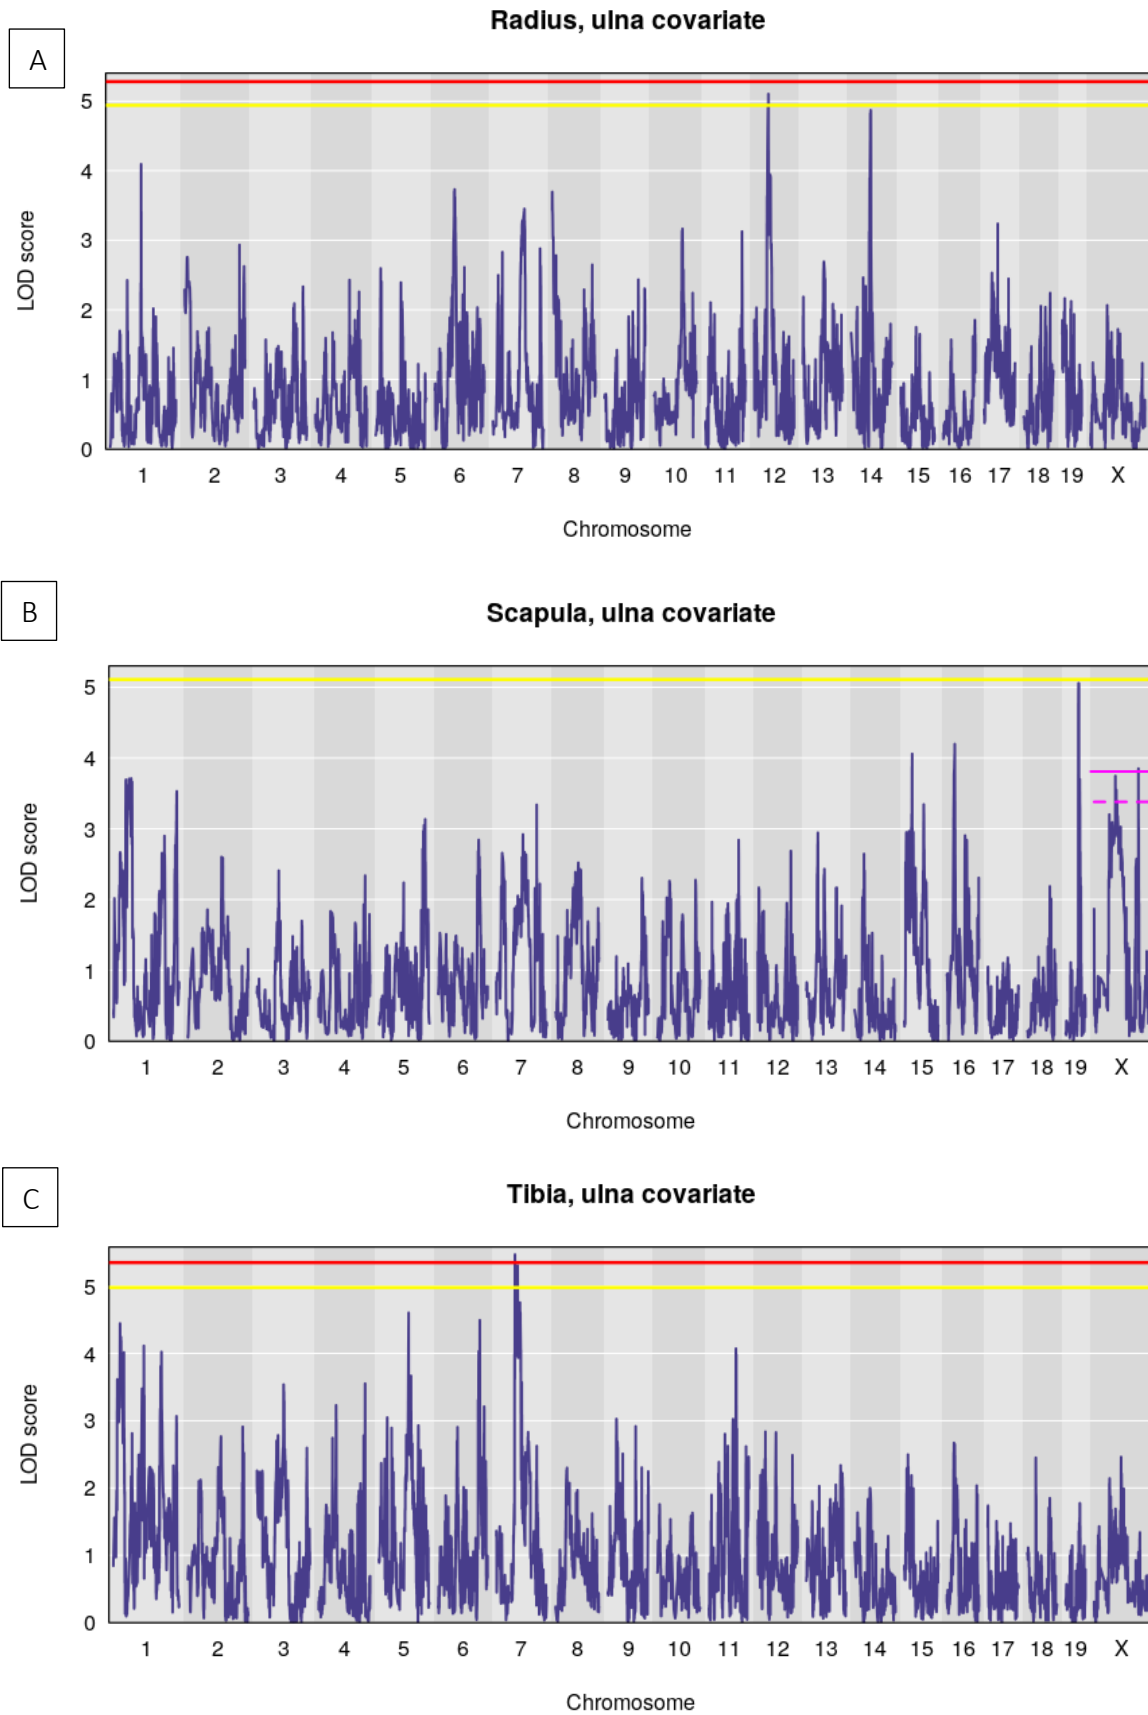 A
Radius, ulna covariate
5
4
3
2
1
0
LOD score
1 2 3 4 5 6 7 8 9 10 11 12 13 14 15 16 17 18 19 X
Chromosome
B
Scapula, ulna covariate
5
4
3
2
1
0
LOD score
1 2 3 4 5 6 7 8 9 10 11 12 13 14 15 16 17 18 19 X
Chromosome
C
Tibia, ulna covariate
5
4
3
2
1
0
LOD score
1 2 3 4 5 6 7 8 9 10 11 12 13 14 15 16 17 18 19 X
Chromosome